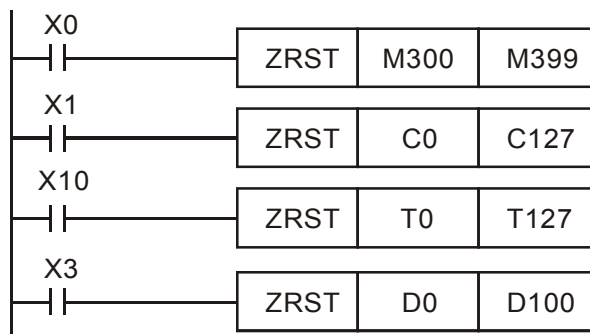 X0
ZRST M300 M399
X1
ZRST C0 C127
X10
ZRST T0 T127
X3
ZRST D0 D100